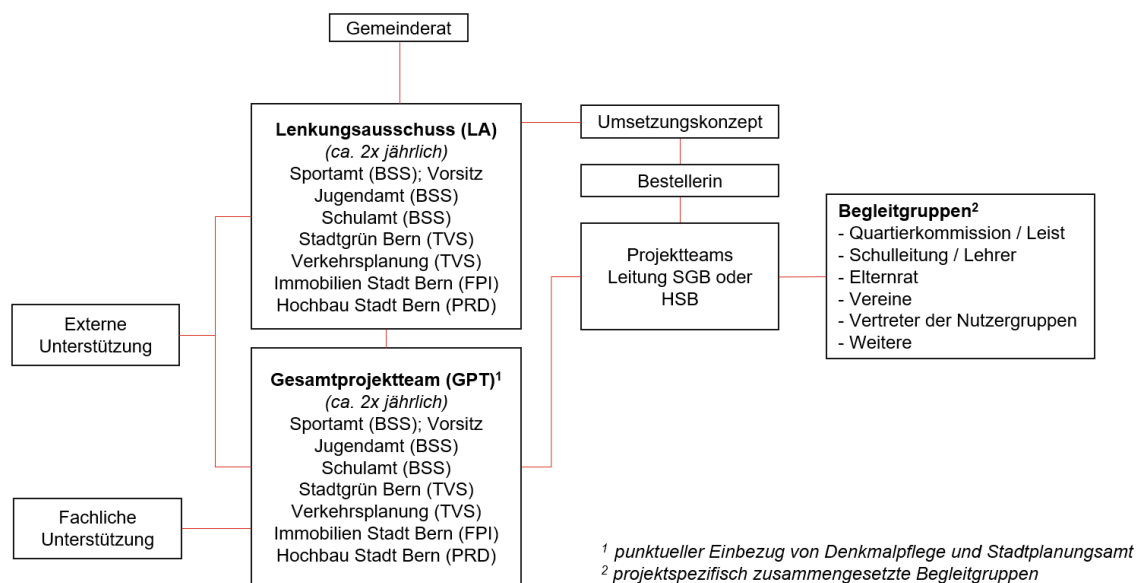 Gemeinderat
Lenkungsausschuss (LA)
(ca. 2x jährlich)
Sportamt (BSS); Vorsitz
Jugendamt (BSS)
Schulamt (BSS)
Stadtgrün Bern (TVS)
Verkehrsplanung (TVS)
Immobilien Stadt Bern (FPI)
Hochbau Stadt Bern (PRD)
Umsetzungskonzept
Bestellerin
Projektteams
Leitung SGB oder
HSB
Begleitgruppen²
- Quartierkommission / Leist
- Schulleitung / Lehrer
- Elternrat
- Vereine
- Vertreter der Nutzergruppen
- Weitere
Externe
Unterstützung
Gesamtprojektteam (GPT)¹
(ca. 2x jährlich)
Sportamt (BSS); Vorsitz
Jugendamt (BSS)
Schulamt (BSS)
Stadtgrün Bern (TVS)
Verkehrsplanung (TVS)
Immobilien Stadt Bern (FPI)
Hochbau Stadt Bern (PRD)
Fachliche
Unterstützung
¹ punktueller Einbezug von Denkmalpflege und Stadtplanungsamt
² projektspezifisch zusammengesetzte Begleitgruppen